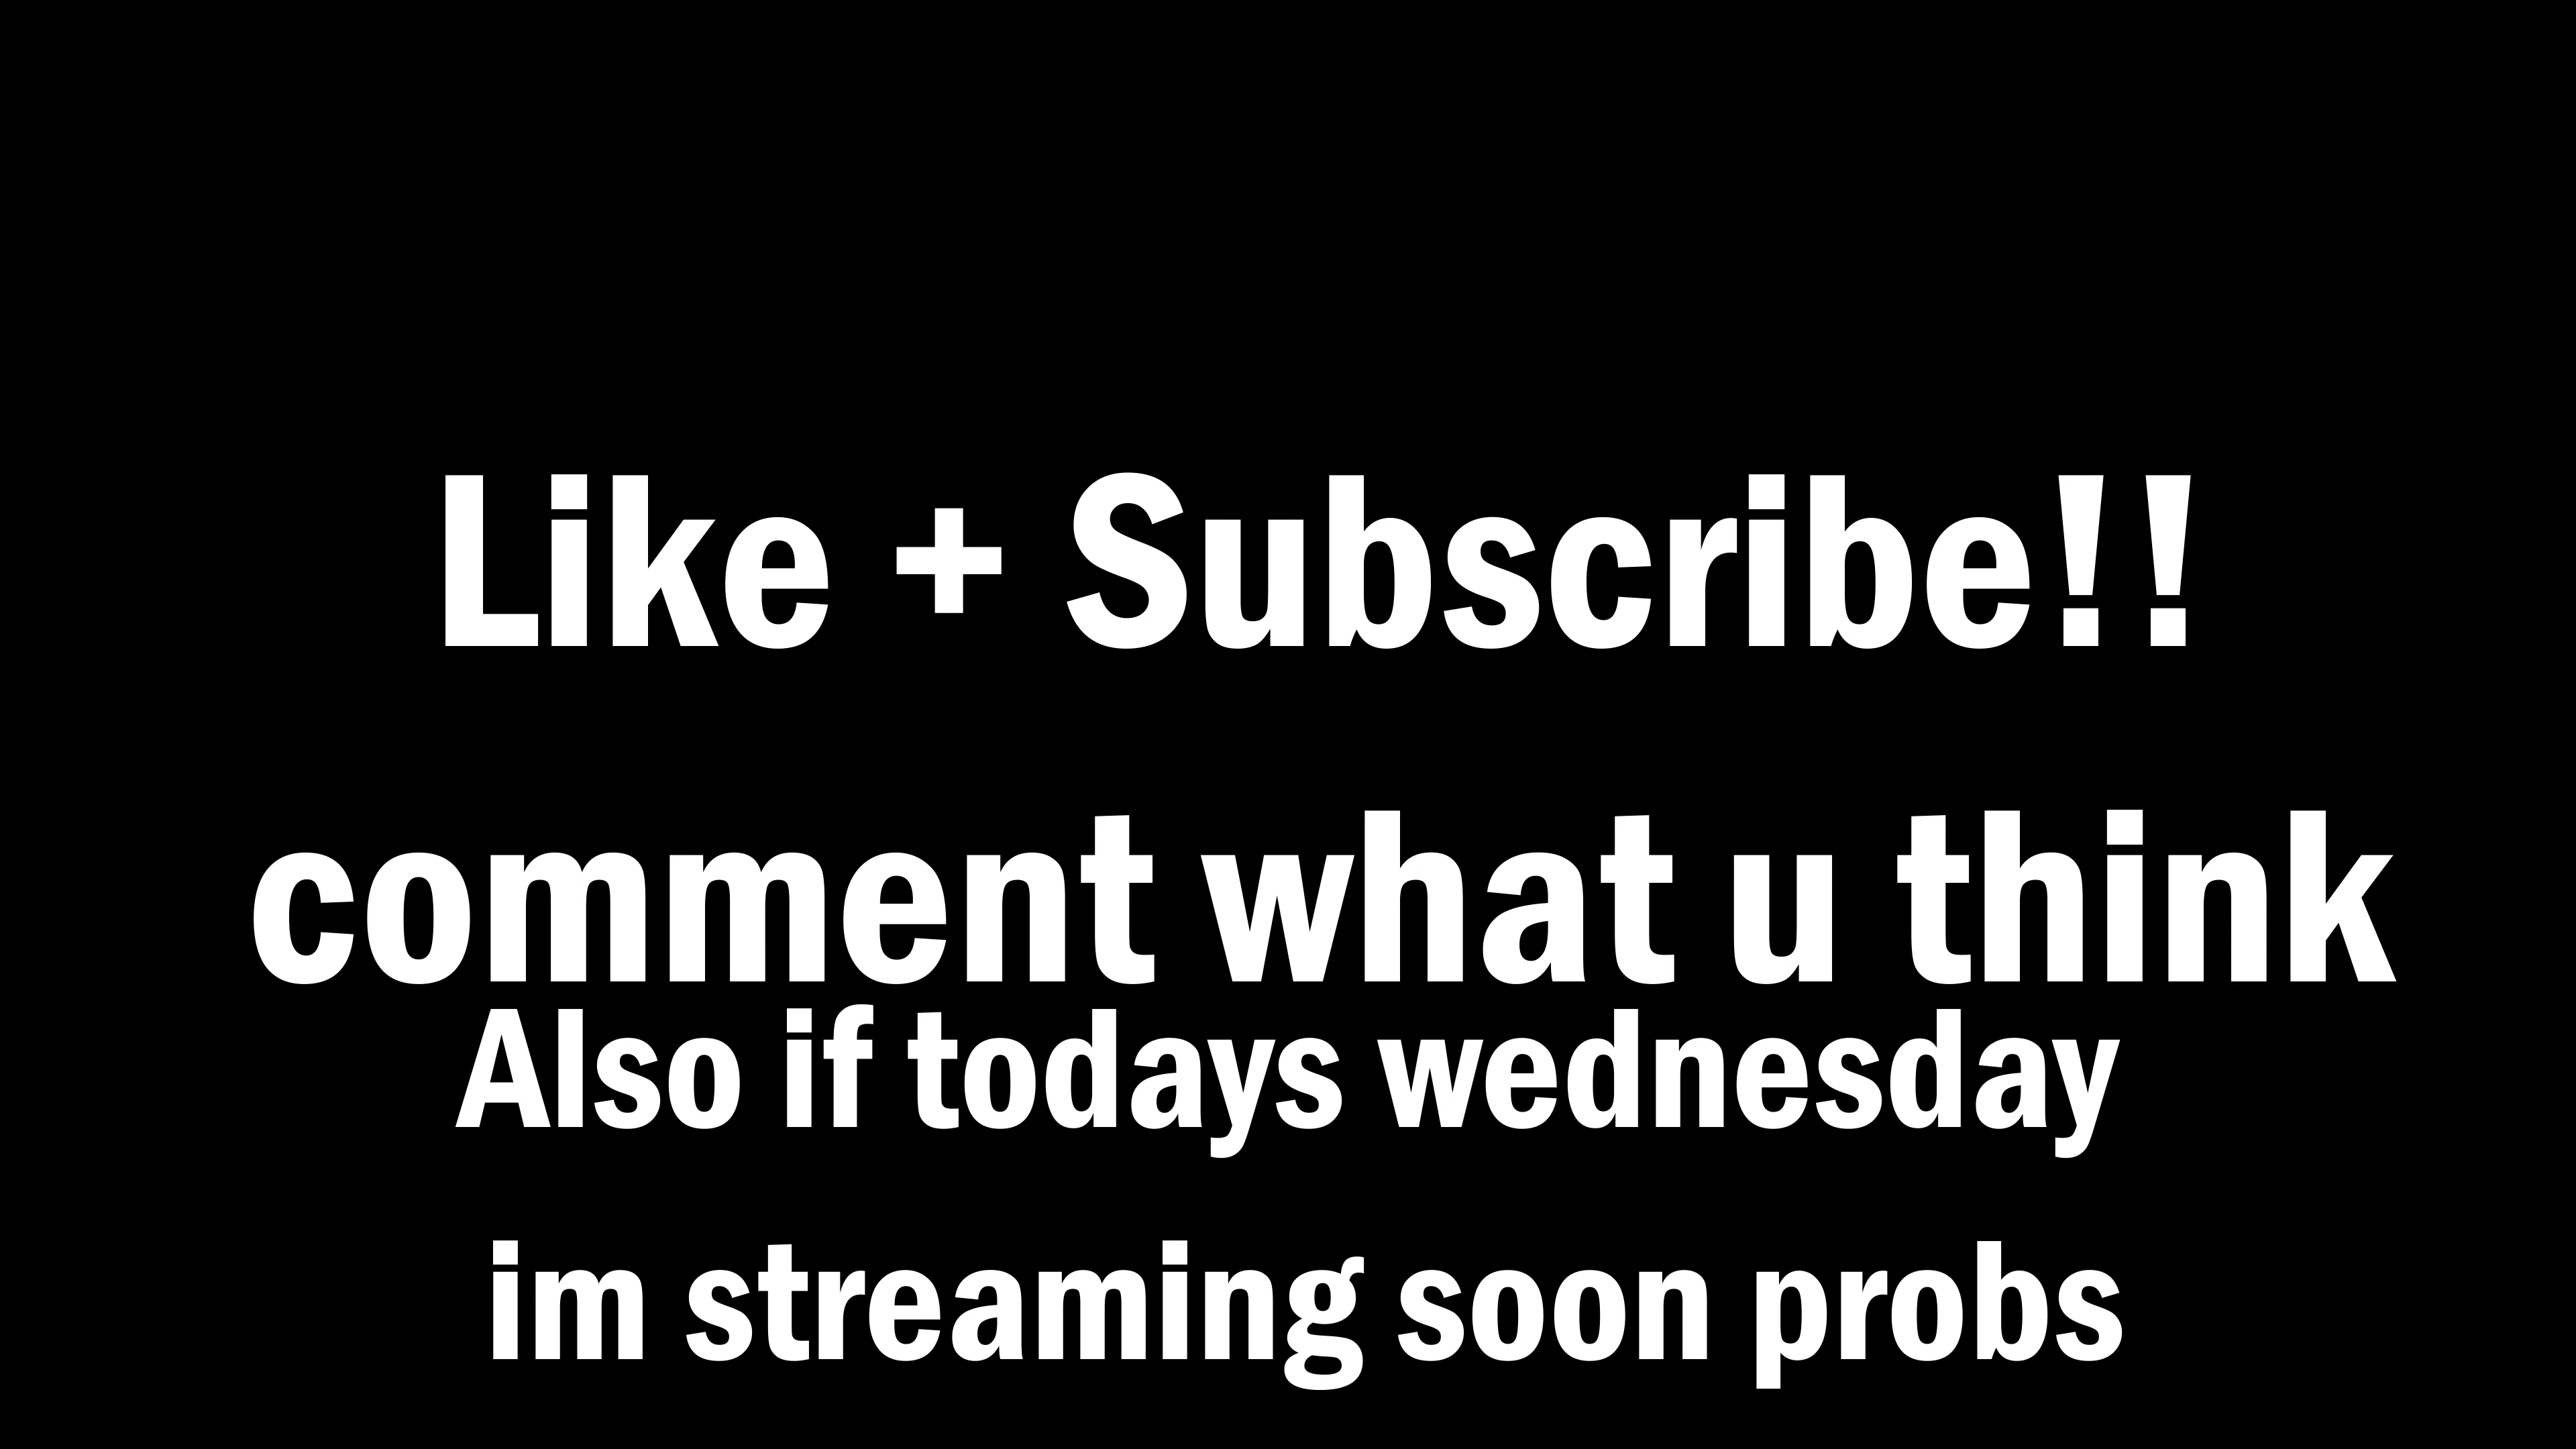 Like + Subscribe!!
comment what u think
Also if todays wednesday
im streaming soon probs